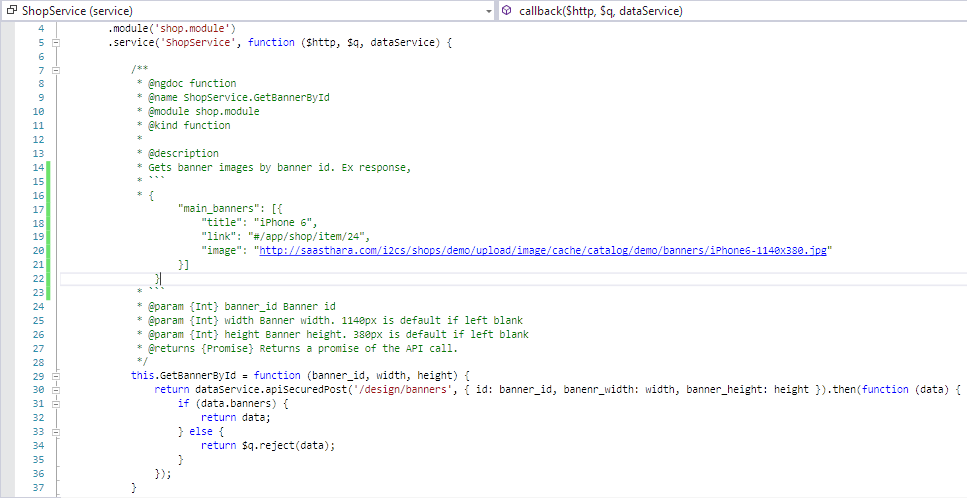 ShopService (service) callback($http, $q, dataService)
4 .module('shop.module')
5 .service('ShopService', function ($http, $q, dataService) {
6
7 /**
8 * @ngdoc function
9 * @name ShopService.GetBannerById
10 * @module shop.module
11 * @kind function
12 *
13 * @description
14 * Gets banner images by banner id. Ex response,
15 * ```
16 * {
17 "main_banners": [{
18 "title": "iPhone 6",
19 "link": "#/app/shop/item/24",
20 "image": "http://saasthara.com/i2cs/shops/demo/upload/image/cache/catalog/demo/banners/iPhone6-1140x380.jpg"
21 }]
22 }
23 * ```
24 * @param {Int} banner_id Banner id
25 * @param {Int} width Banner width. 1140px is default if left blank
26 * @param {Int} height Banner height. 380px is default if left blank
27 * @returns {Promise} Returns a promise of the API call.
28 */
29 this.GetBannerById = function (banner_id, width, height) {
30 return dataService.apiSecuredPost('/design/banners', { id: banner_id, banenr_width: width, banner_height: height }).then(function (data) {
31 if (data.banners) {
32 return data;
33 } else {
34 return $q.reject(data);
35 }
36 });
37 }